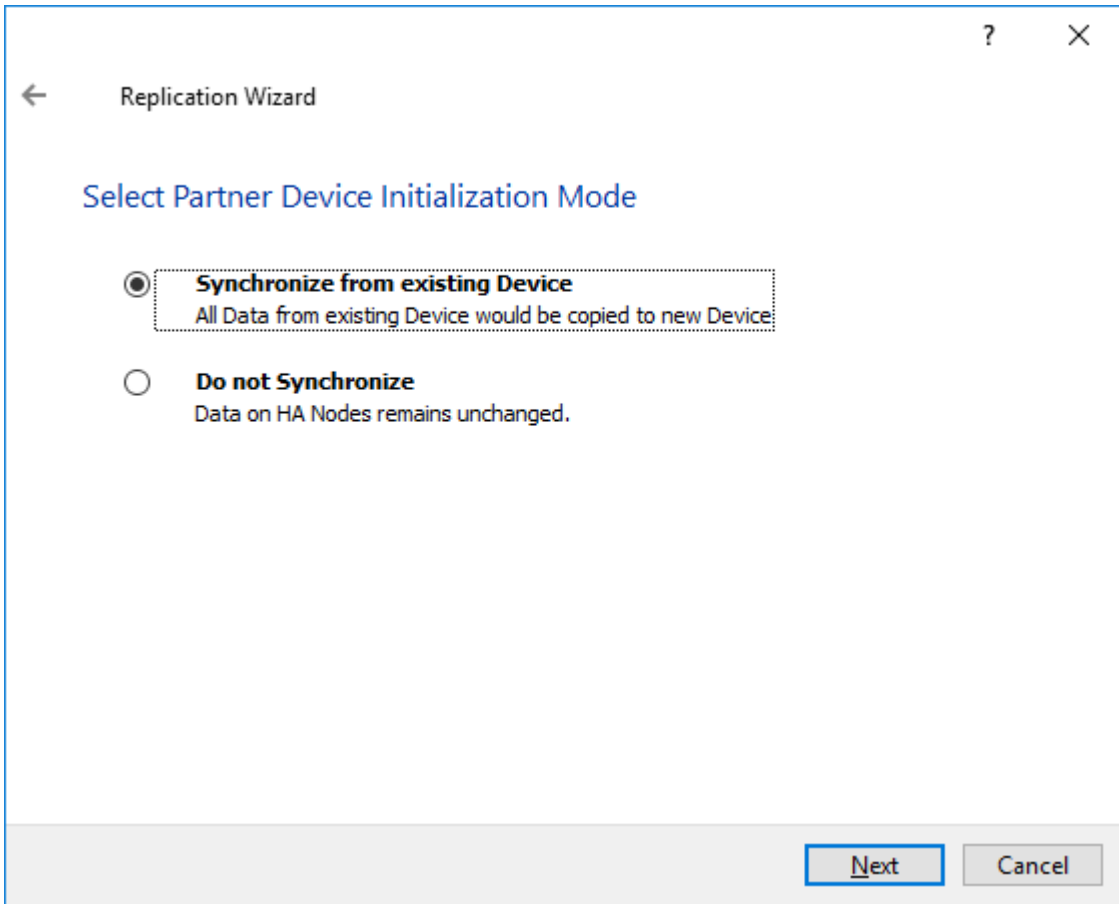 ?
Replication Wizard
Select Partner Device Initialization Mode
Synchronize from existing Device
All Data from existing Device would be copied to new Device
Do not Synchronize
Data on HA Nodes remains unchanged.
Next Cancel